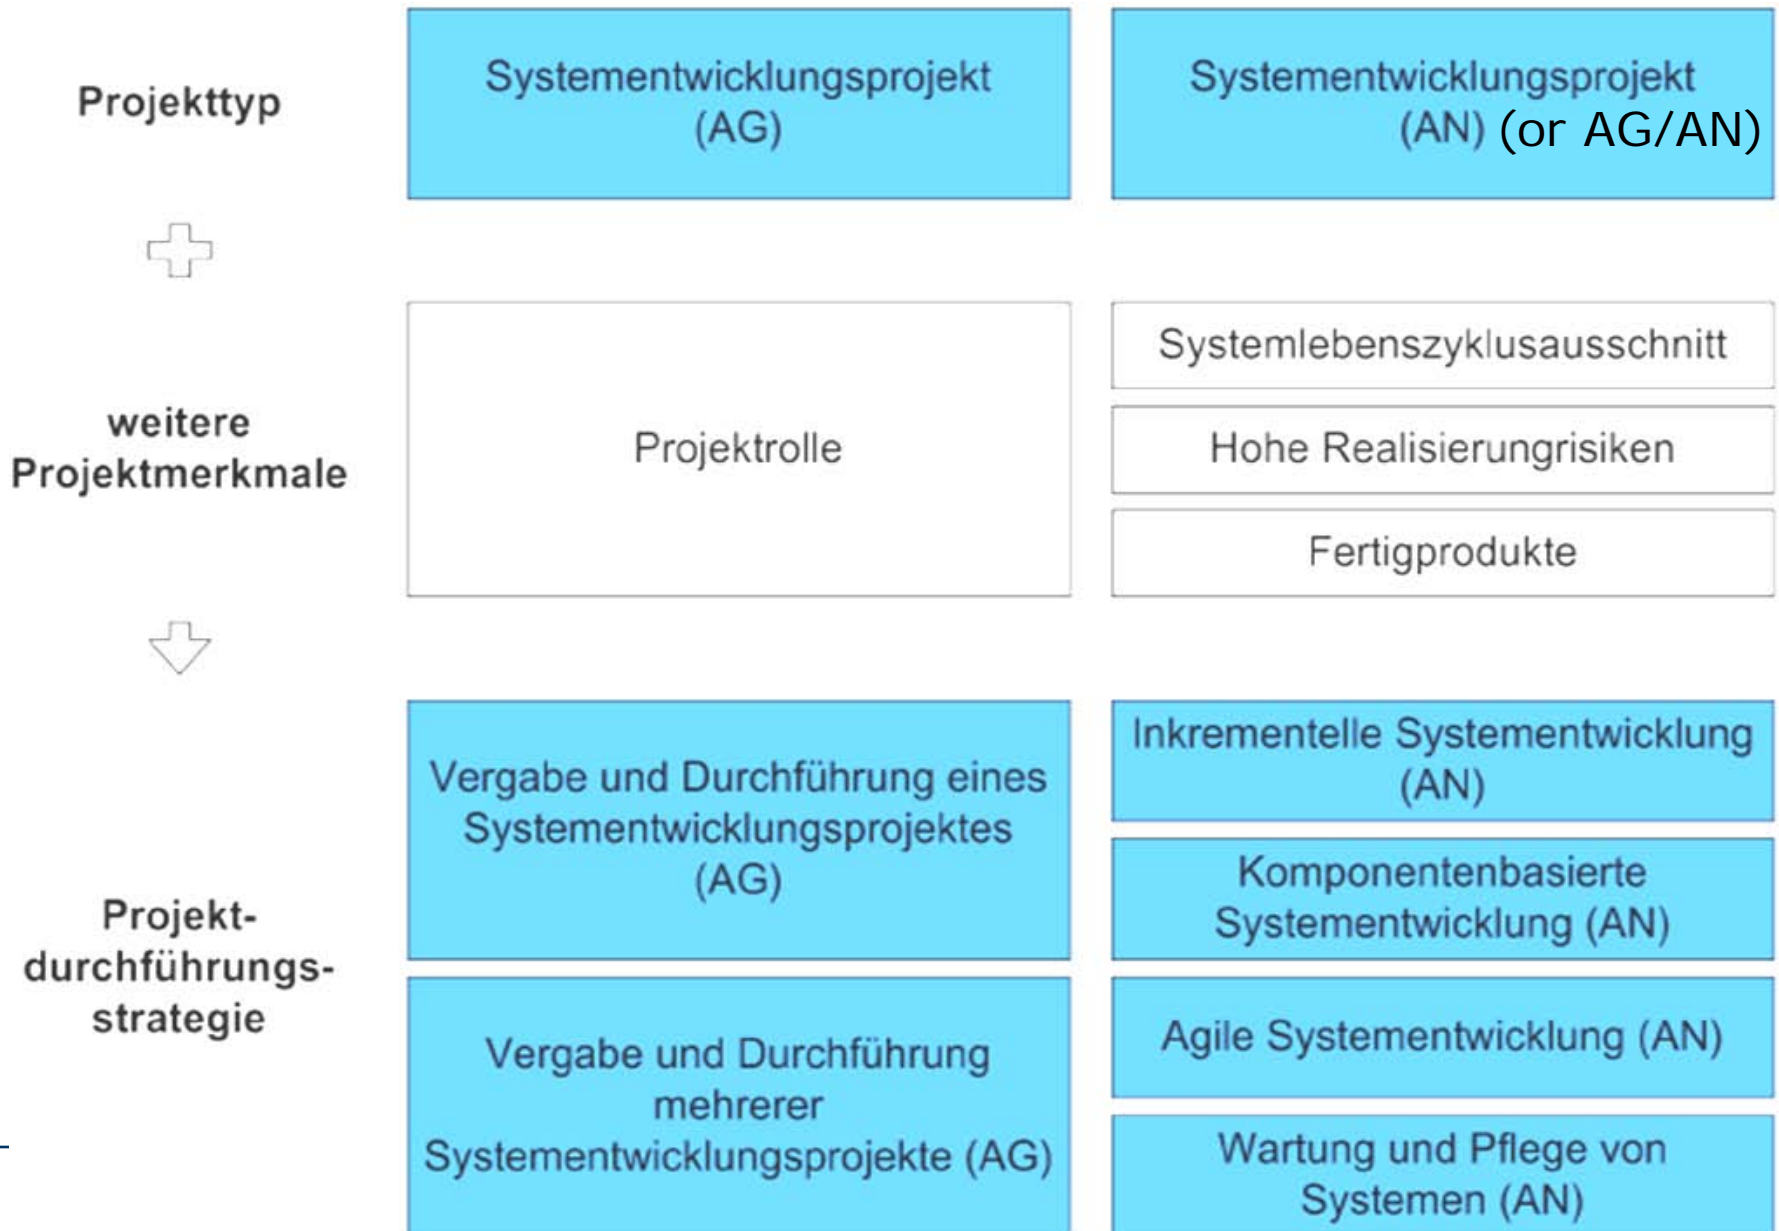 Projekttyp
Systementwicklungsprojekt
(AG)
Systementwicklungsprojekt
(AN) (or AG/AN)
weitere
Projektmerkmale
Projektrolle
Systemlebenszyklusausschnitt
Hohe Realisierungrisiken
Fertigprodukte
Projekt-
durchführungs-
strategie
Vergabe und Durchführung eines
Systementwicklungsprojektes
(AG)
Vergabe und Durchführung
mehrerer
Systementwicklungsprojekte (AG)
Inkrementelle Systementwicklung
(AN)
Komponentenbasierte
Systementwicklung (AN)
Agile Systementwicklung (AN)
Wartung und Pflege von
Systemen (AN)